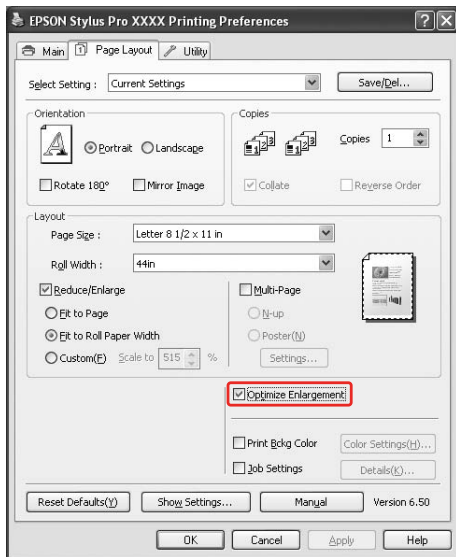 EPSON Stylus Pro XXXX Printing Preferences
Main Page Layout Utility
Select Setting : Current Settings Save/Del...
Orientation Copies
Portrait Landscape Copies 1
Rotate 180° Mirror Image Collate Reverse Order
Layout
Page Size : Letter 8 1/2 x 11 in
Roll Width : 44in
Reduce/Enlarge Multi-Page
Fit to Page N-up
Fit to Roll Paper Width Poster(N)
Custom(F) Scale to 515 % Settings...
Optimize Enlargement
Print Bckg Color Color Settings(H)...
Job Settings Details(K)...
Reset Defaults(Y) Show Settings... Manual Version 6.50
OK Cancel Apply Help